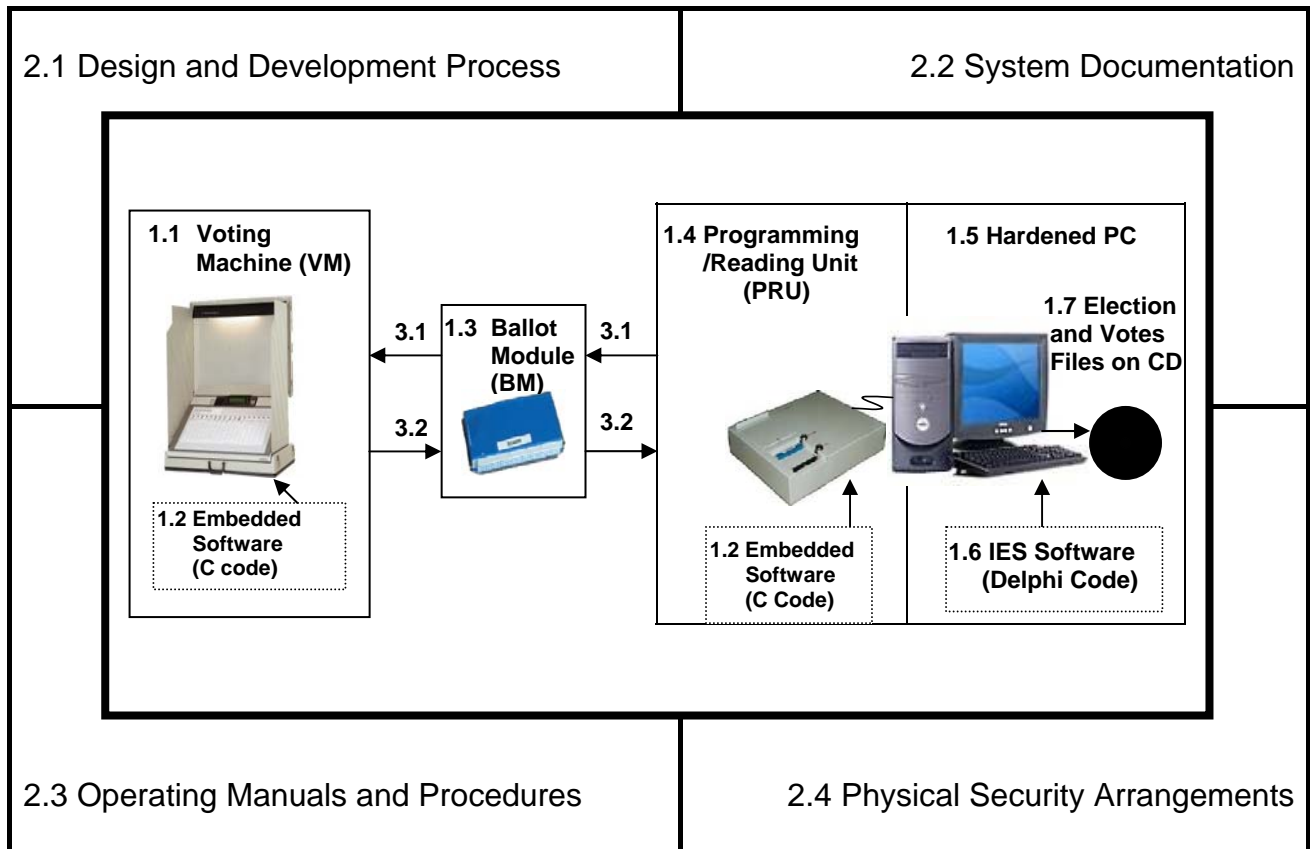 2.1 Design and Development Process
2.2 System Documentation
1.1 Voting
Machine (VM)
1.2 Embedded
Software
(C code)
3.1
3.2
1.3 Ballot
Module
(BM)
3.1
3.2
1.4 Programming
/Reading Unit
(PRU)
1.2 Embedded
Software
(C Code)
1.5 Hardened PC
1.7 Election
and Votes
Files on CD
1.6 IES Software
(Delphi Code)
2.3 Operating Manuals and Procedures
2.4 Physical Security Arrangements